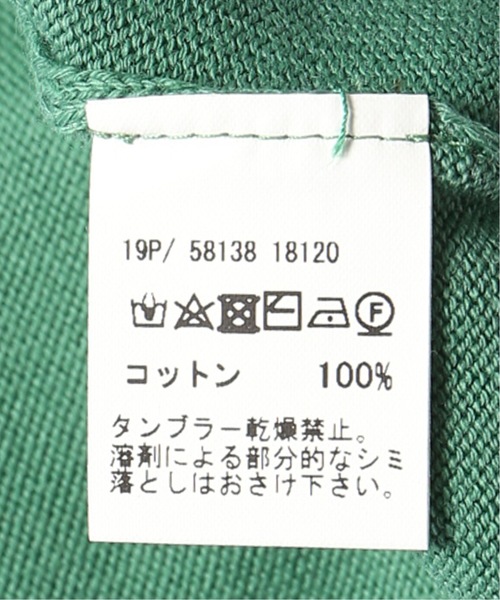 19P/ 58138 18120
F
コットン 100%
タンブラー乾燥禁止。
溶剤による部分的なシミ
落としはおさけ下さい。